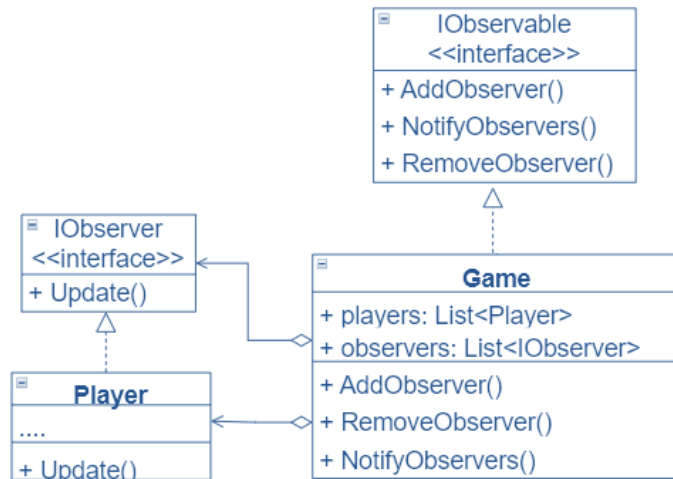 IObservable
<<interface>>
+ AddObserver()
+ NotifyObservers()
+ RemoveObserver()
IObserver
<<interface>>
+ Update()
Game
+ players: List<Player>
+ observers: List<IObserver>
+ AddObserver()
+ RemoveObserver()
+ NotifyObservers()
Player
....
+ Update()